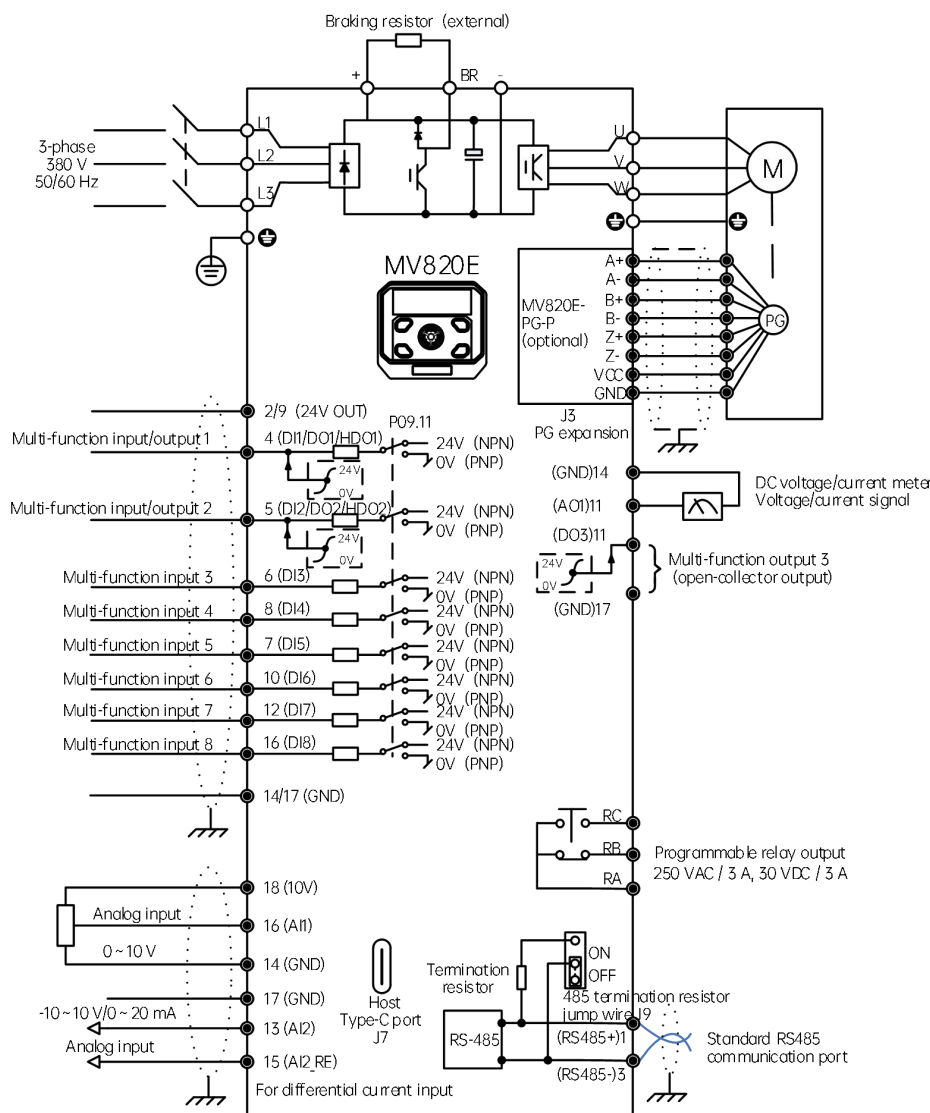 Braking resistor (external)
+
BR
-
L1
L2
L3
3-phase
380 V
50/60 Hz
U
V
W
M
MV820E
MV820E-
PG-P
(optional)
A+
A-
B+
B-
Z+
Z-
VCC
GND
PG
J3
PG expansion
2/9 (24V OUT)
P09.11
Multi-function input/output 1
4 (DI1/DO1/HDO1)
24V (NPN)
0V (PNP)
24V
0V
Multi-function input/output 2
5 (DI2/DO2/HDO2)
24V (NPN)
0V (PNP)
24V
0V
Multi-function input 3
6 (DI3)
24V (NPN)
0V (PNP)
Multi-function input 4
8 (DI4)
24V (NPN)
0V (PNP)
Multi-function input 5
7 (DI5)
24V (NPN)
0V (PNP)
Multi-function input 6
10 (DI6)
24V (NPN)
0V (PNP)
Multi-function input 7
12 (DI7)
24V (NPN)
0V (PNP)
Multi-function input 8
16 (DI8)
24V (NPN)
0V (PNP)
14/17 (GND)
(GND)14
(AO1)11
DC voltage/current meter
Voltage/current signal
(DO3)11
24V
0V
(GND)17
Multi-function output 3
(open-collector output)
RC
RB
RA
Programmable relay output
250 VAC / 3 A, 30 VDC / 3 A
18 (10V)
Analog input
16 (AI1)
0~10 V
14 (GND)
17 (GND)
-10~10 V/0~20 mA
13 (AI2)
Analog input
15 (AI2_RE)
For differential current input
Host
Type-C port
J7
Termination
resistor
ON
OFF
485 termination resistor
jump wire J9
RS-485
(RS485+)1
(RS485-)3
Standard RS485
communication port